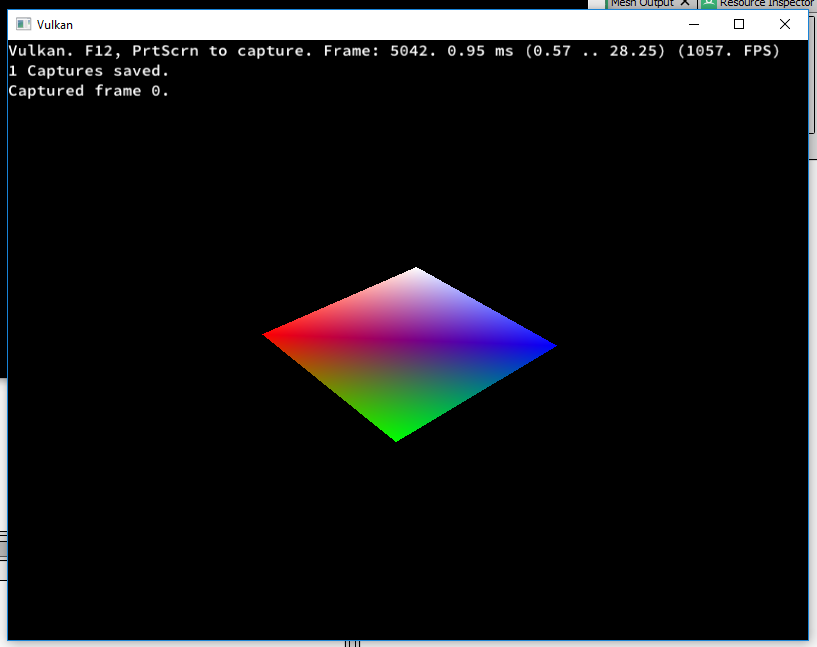 Mesh Output
Resource Inspector
Vulkan
Vulkan. F12, PrtScrn to capture. Frame: 5042. 0.95 ms (0.57 .. 28.25) (1057. FPS)
1 Captures saved.
Captured frame 0.